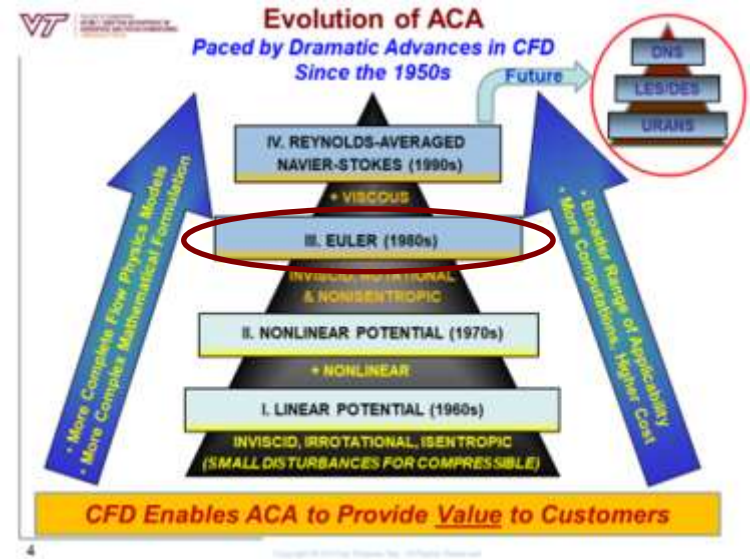 VT
Evolution of ACA
Paced by Dramatic Advances in CFD
Since the 1950s
Future
DNS
LES/DES
URANS
IV. REYNOLDS-AVERAGED
NAVIER-STOKES (1990s)
+ VISCOUS
III. EULER (1980s)
INVISCID, ROTATIONAL
& NONISENTROPIC
II. NONLINEAR POTENTIAL (1970s)
+ NONLINEAR
I. LINEAR POTENTIAL (1960s)
INVISCID, IRROTATIONAL, ISENTROPIC
(SMALL DISTURBANCES FOR COMPRESSIBLE)
• More Complete Flow Physics Models
• More Complex Mathematical Formulation
• Broader Range of Applicability
• More Computations, Higher Cost
CFD Enables ACA to Provide Value to Customers
4